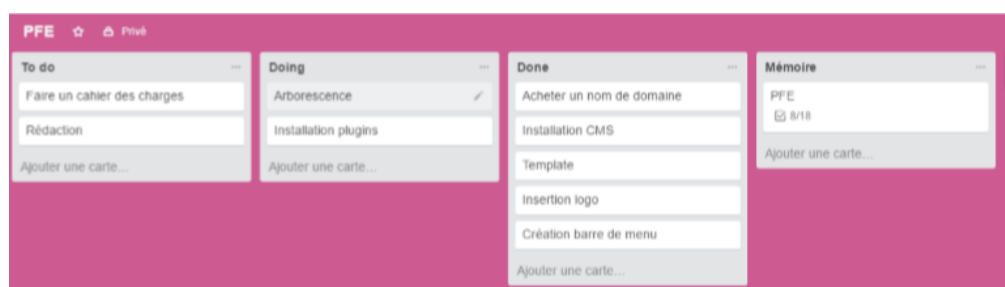 PFE Privé
To do
Faire un cahier des charges
Rédaction
Ajouter une carte...
Doing
Arborescence
Installation plugins
Ajouter une carte...
Done
Acheter un nom de domaine
Installation CMS
Template
Insertion logo
Création barre de menu
Ajouter une carte...
Mémoire
PFE
8/18
Ajouter une carte...